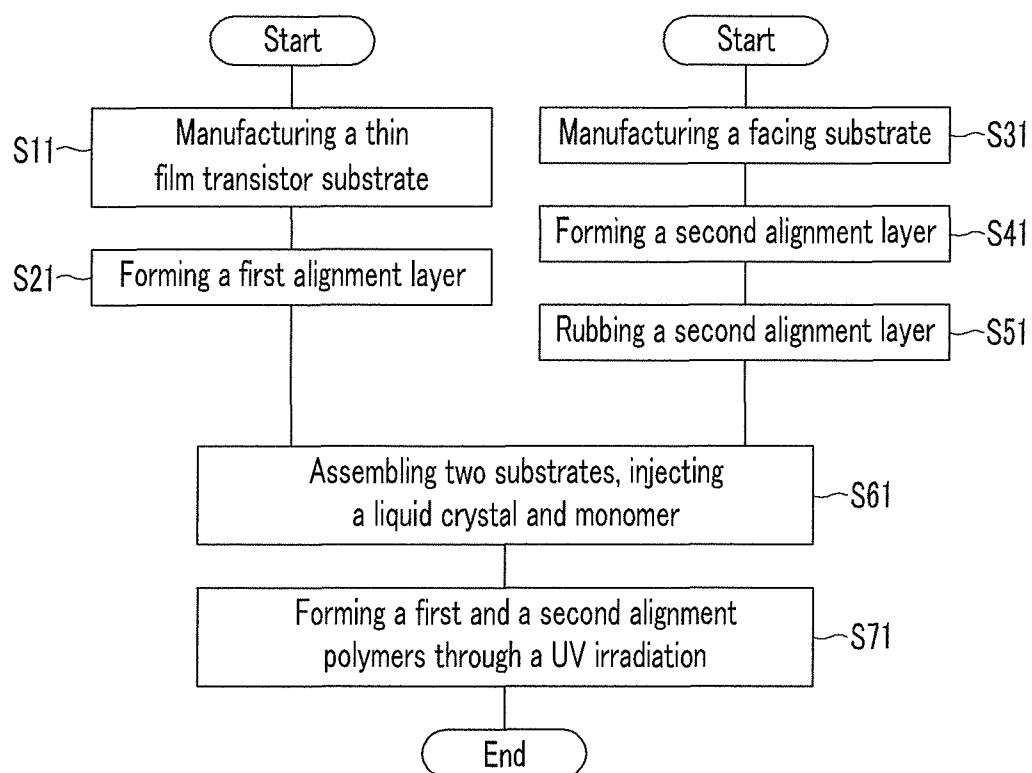 Start
Start
S11
Manufacturing a thin
film transistor substrate
Manufacturing a facing substrate
S31
S21
Forming a first alignment layer
Forming a second alignment layer
S41
Rubbing a second alignment layer
S51
Assembling two substrates, injecting
a liquid crystal and monomer
S61
Forming a first and a second alignment
polymers through a UV irradiation
S71
End